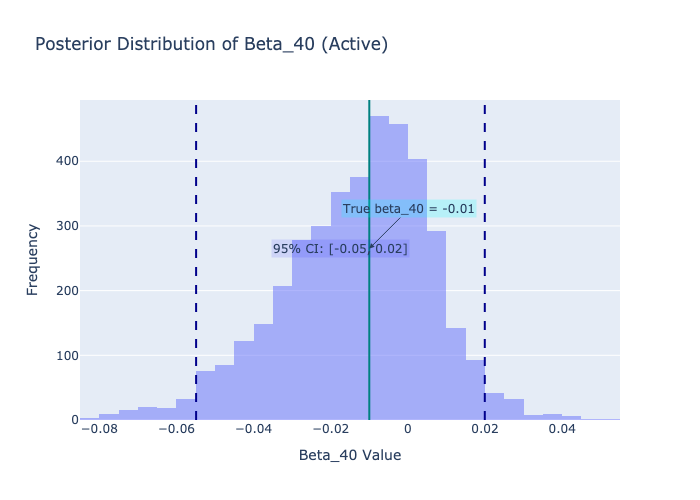 Posterior Distribution of Beta_40 (Active)
400
300
200
100
0
Frequency
True beta_40 = -0.01
95% CI: [-0.05, 0.02]
−0.08
−0.06
−0.04
−0.02
0
0.02
0.04
Beta_40 Value